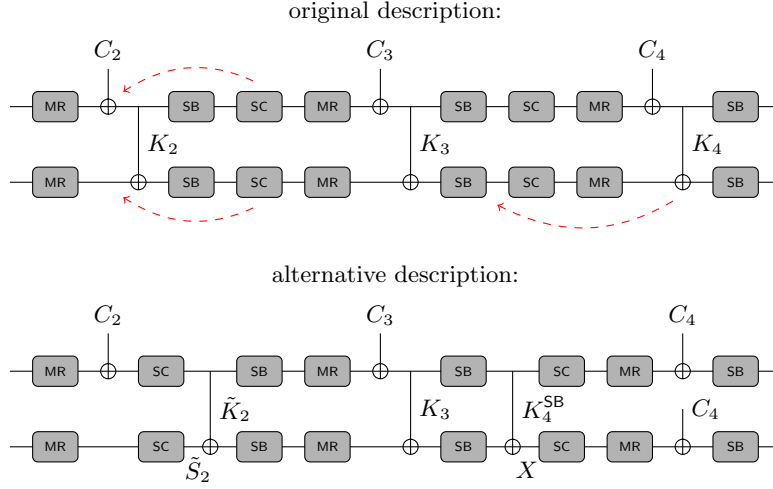 original description:
C₂ C₃ C₄
MR SB SC MR SB SC MR SB
K₂ K₃ K₄
MR SB SC MR SB SC MR SB
alternative description:
C₂ C₃ C₄
MR SC SB MR SB SC MR SB
K̃₂ K₃ K₄^SB C₄
MR SC SB MR SB SC MR SB
S̃₂ X